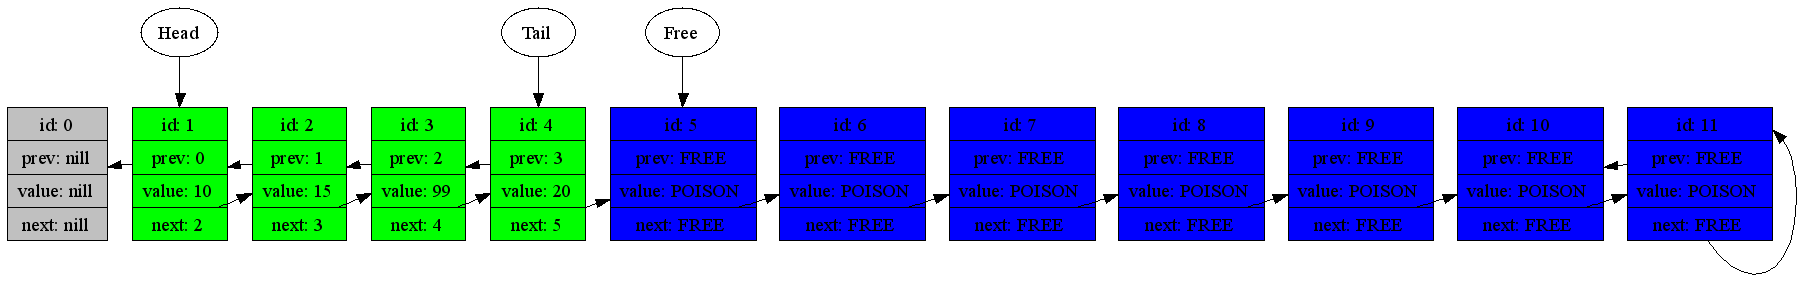 Head
Tail
Free
id: 0
prev: nill
value: nill
next: nill
id: 1
prev: 0
value: 10
next: 2
id: 2
prev: 1
value: 15
next: 3
id: 3
prev: 2
value: 99
next: 4
id: 4
prev: 3
value: 20
next: 5
id: 5
prev: FREE
value: POISON
next: FREE
id: 6
prev: FREE
value: POISON
next: FREE
id: 7
prev: FREE
value: POISON
next: FREE
id: 8
prev: FREE
value: POISON
next: FREE
id: 9
prev: FREE
value: POISON
next: FREE
id: 10
prev: FREE
value: POISON
next: FREE
id: 11
prev: FREE
value: POISON
next: FREE